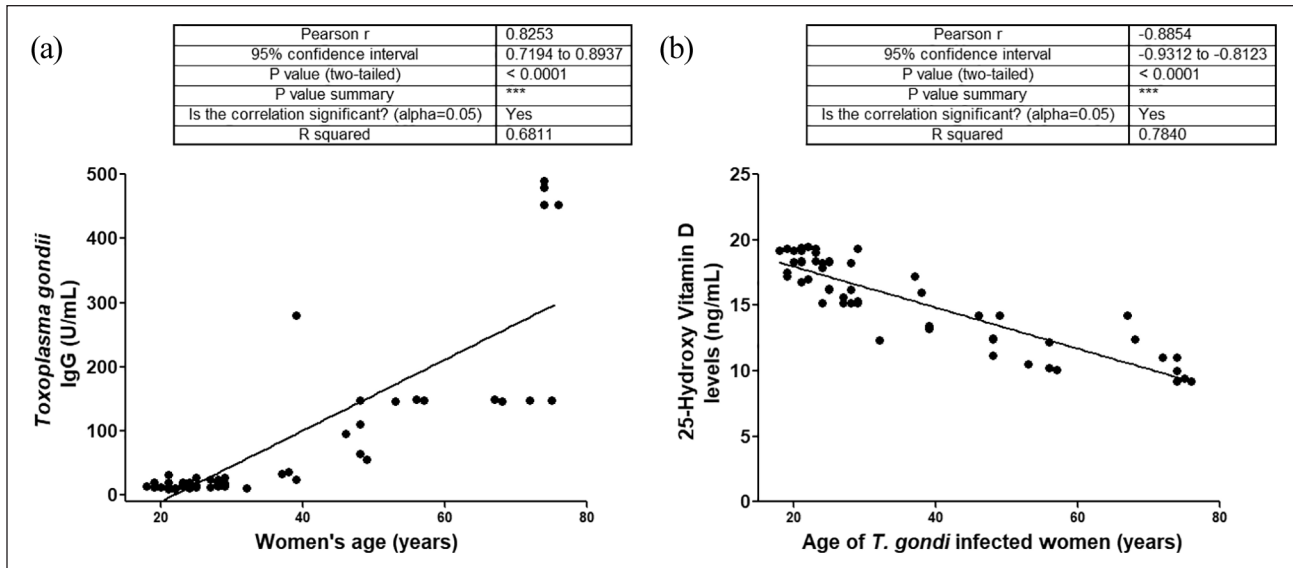 (a)
Pearson r 0.8253
95% confidence interval 0.7194 to 0.8937
P value (two-tailed) < 0.0001
P value summary ***
Is the correlation significant? (alpha=0.05) Yes
R squared 0.6811
500
400
300
200
100
0
20 40 60 80
Toxoplasma gondii
IgG (U/mL)
Women's age (years)
(b)
Pearson r -0.8854
95% confidence interval -0.9312 to -0.8123
P value (two-tailed) < 0.0001
P value summary ***
Is the correlation significant? (alpha=0.05) Yes
R squared 0.7840
25
20
15
10
5
0
20 40 60 80
25-Hydroxy Vitamin D
levels (ng/mL)
Age of T. gondi infected women (years)